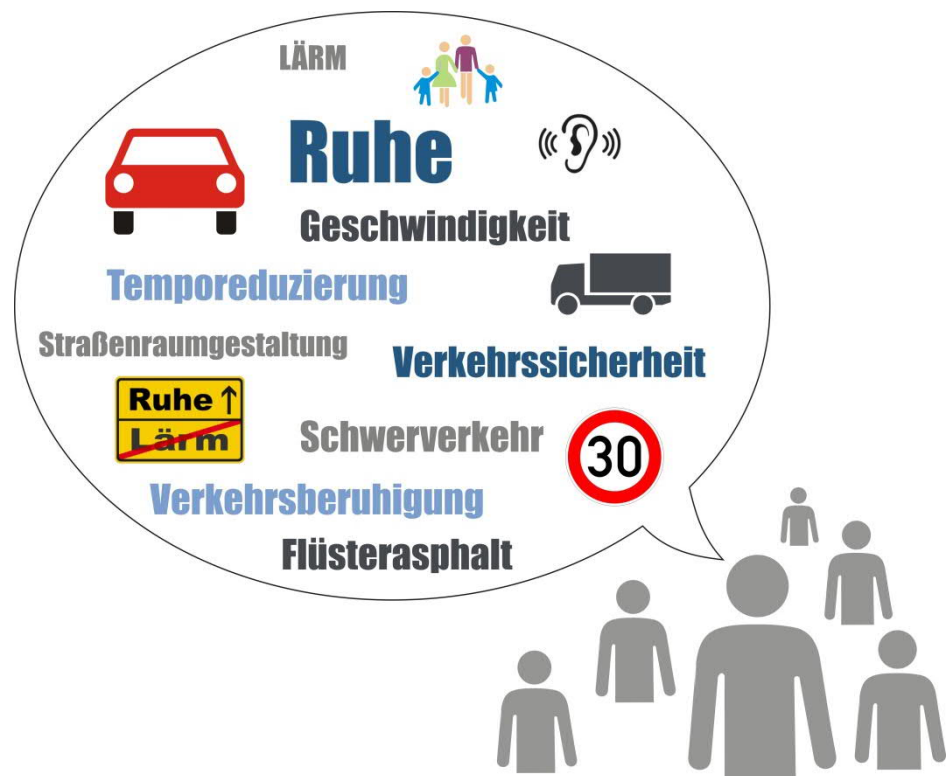 LÄRM
Ruhe
Geschwindigkeit
Temporeduzierung
Straßenraumgestaltung
Verkehrssicherheit
Ruhe ↑
Lärm
Schwerverkehr
30
Verkehrsberuhigung
Flüsterasphalt